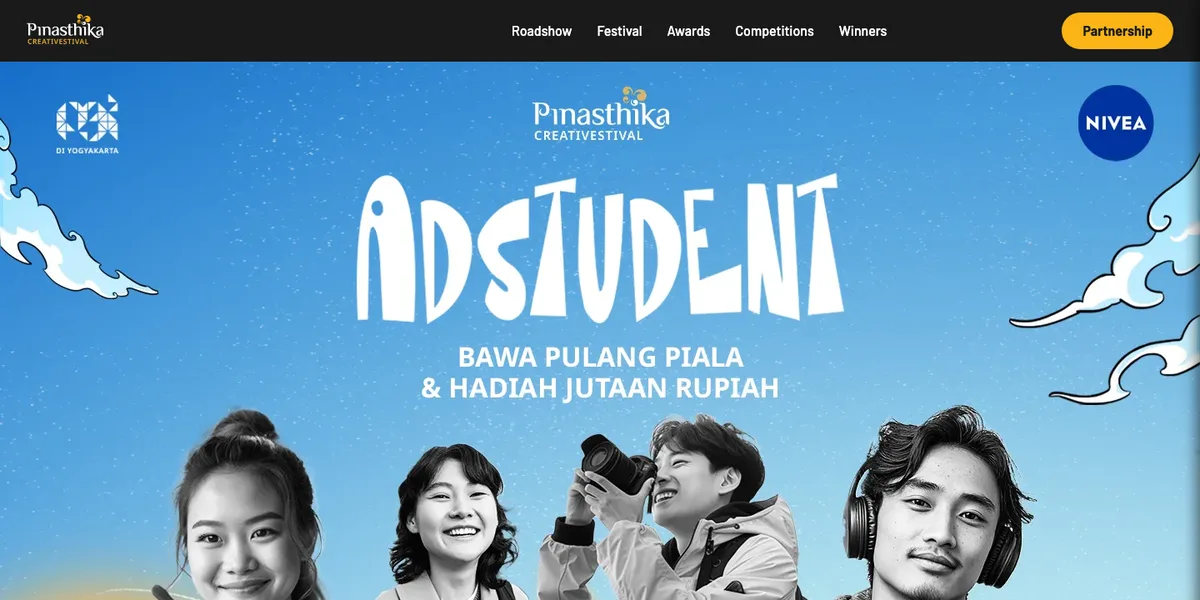 Pinasthika
CREATIVESTIVAL
Roadshow
Festival
Awards
Competitions
Winners
Partnership
DI YOGYAKARTA
Pinasthika
CREATIVESTIVAL
NIVEA
ADSTUDENT
BAWA PULANG PIALA
& HADIAH JUTAAN RUPIAH